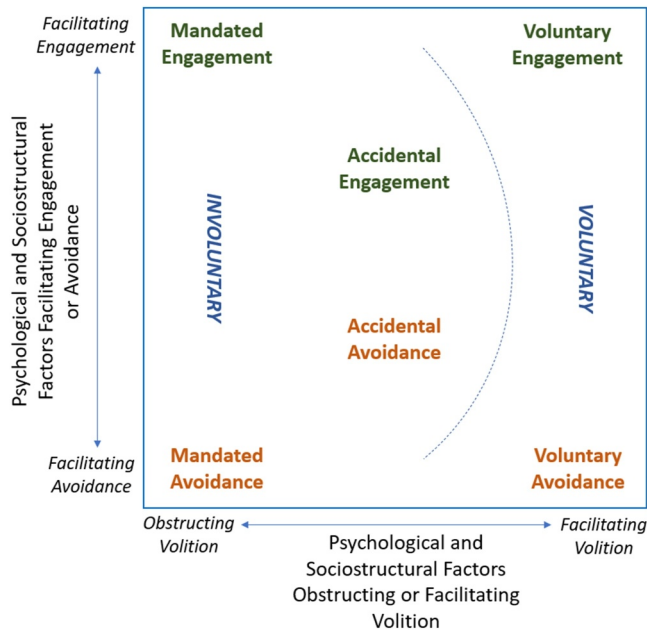 Facilitating
Engagement
Mandated
Engagement
Voluntary
Engagement
Accidental
Engagement
Psychological and Sociostructural
Factors Facilitating Engagement
or Avoidance
INVOLUNTARY
VOLUNTARY
Accidental
Avoidance
Facilitating
Avoidance
Mandated
Avoidance
Voluntary
Avoidance
Obstructing
Volition
Facilitating
Volition
Psychological and
Sociostructural Factors
Obstructing or Facilitating
Volition